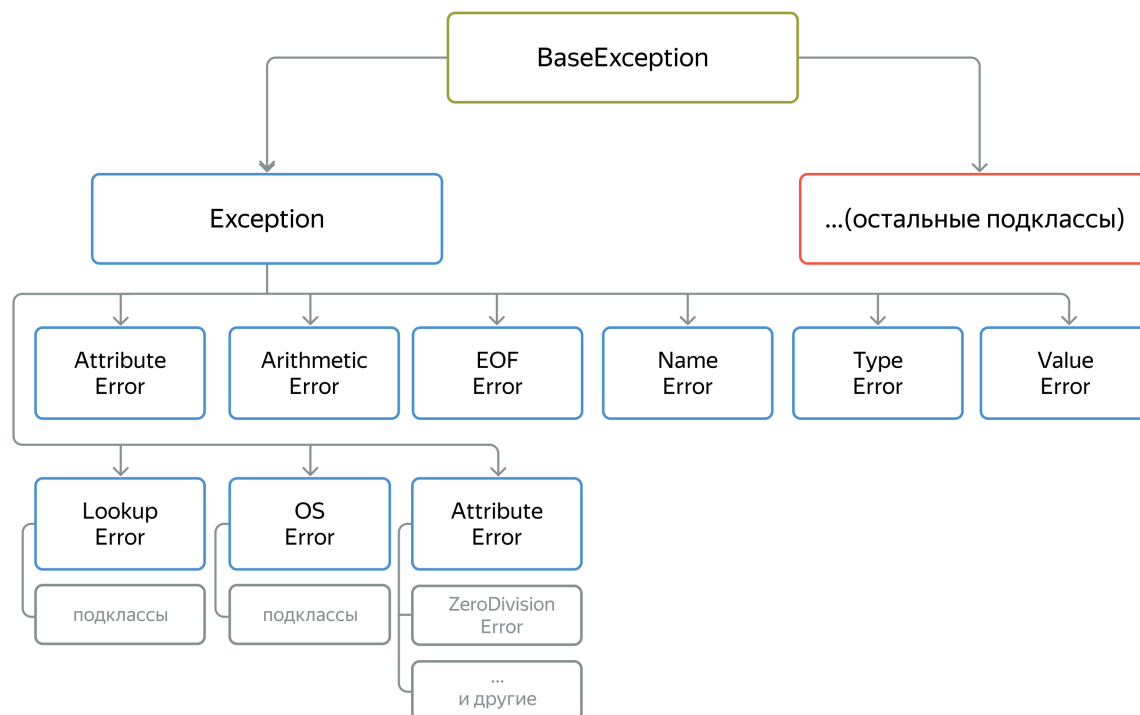 BaseException
Exception
...(остальные подклассы)
Attribute
Error
Arithmetic
Error
EOF
Error
Name
Error
Type
Error
Value
Error
Lookup
Error
OS
Error
Attribute
Error
подклассы
подклассы
ZeroDivision
Error
...
и другие